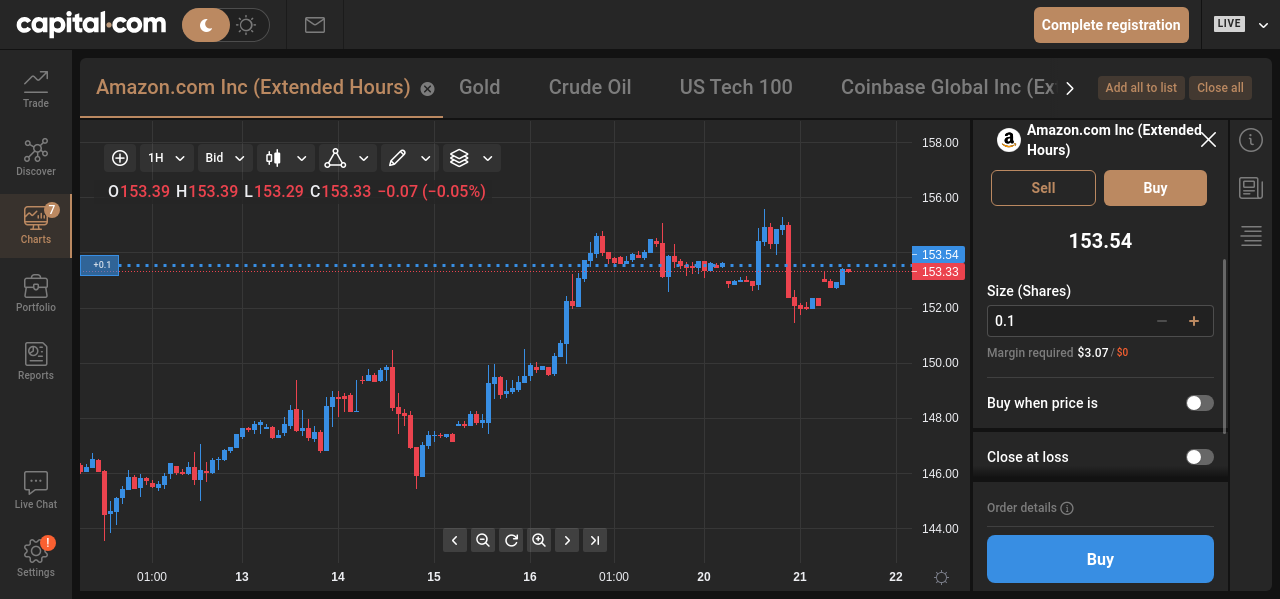 capital.com
Complete registration
LIVE
Trade
Discover
7
Charts
Portfolio
Reports
Live Chat
!
Settings
Amazon.com Inc (Extended Hours)
Gold
Crude Oil
US Tech 100
Coinbase Global Inc (Ex
Add all to list
Close all
1H
Bid
O153.39 H153.39 L153.29 C153.33 −0.07 (−0.05%)
+0.1
158.00
156.00
153.54
153.33
152.00
150.00
148.00
146.00
144.00
01:00
13
14
15
16
01:00
20
21
22
a
Amazon.com Inc (Extended
Hours)
Sell
Buy
153.54
Size (Shares)
0.1
− +
Margin required $3.07 / $0
Buy when price is
Close at loss
Order details
i
Buy
i